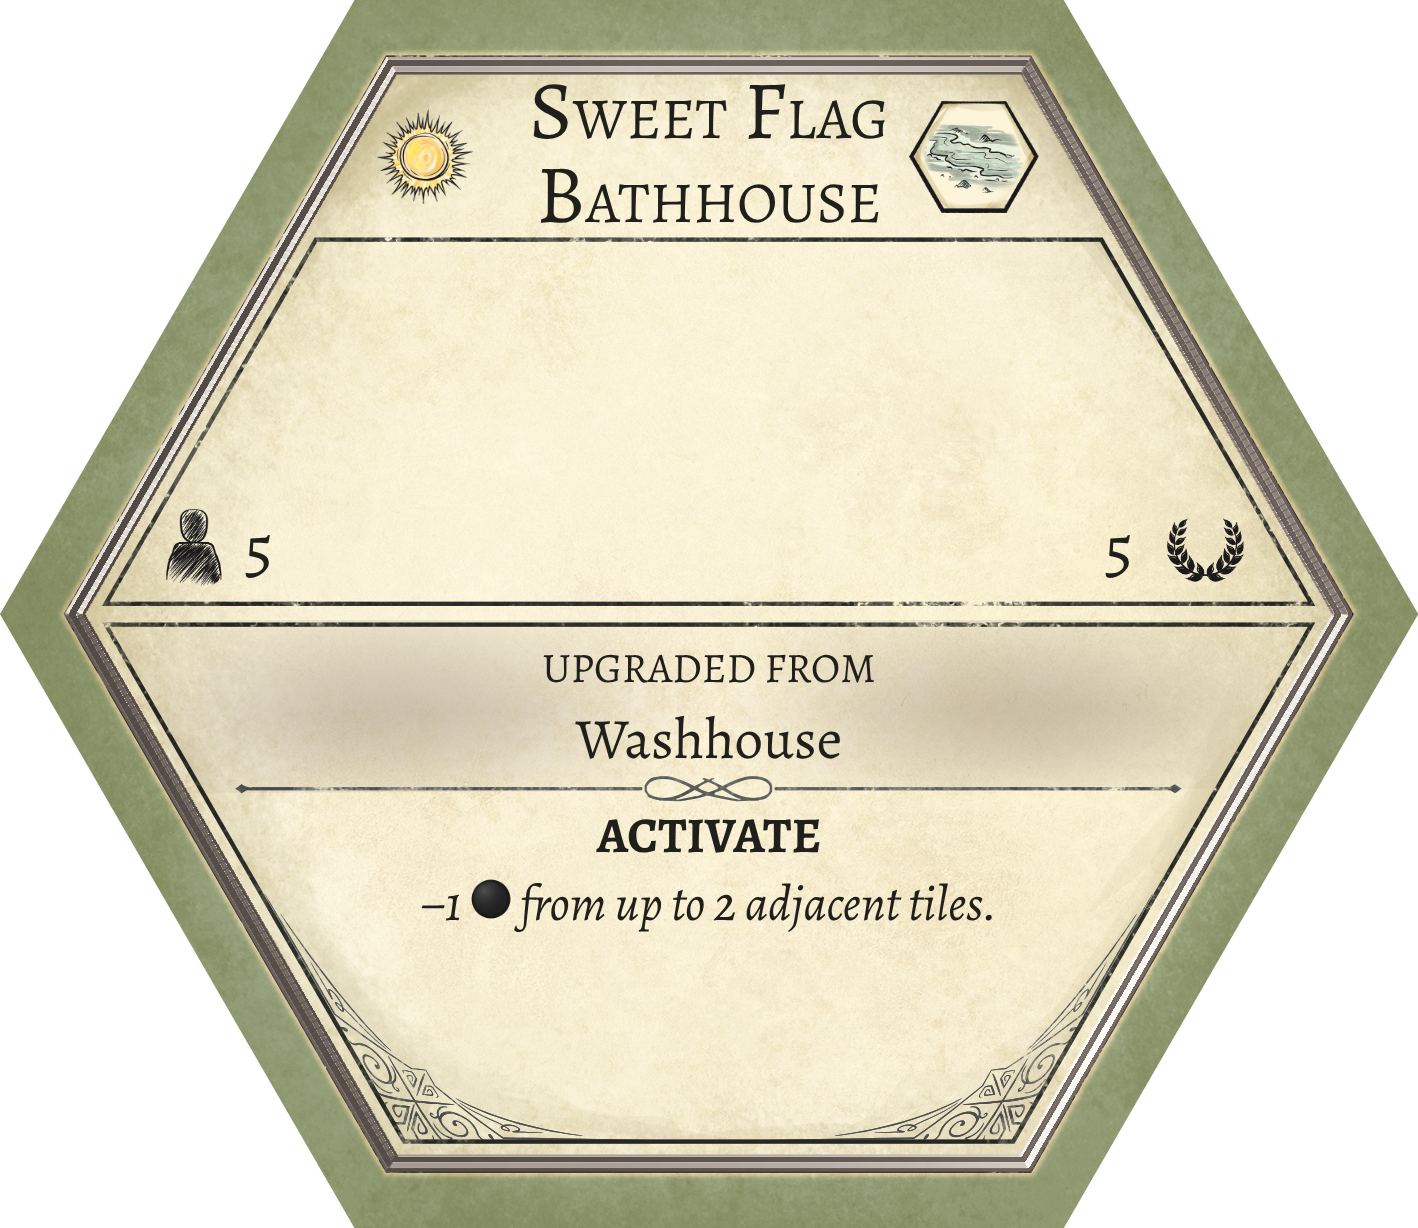 Sweet Flag
Bathhouse
5
5
UPGRADED FROM
Washhouse
ACTIVATE
–1 from up to 2 adjacent tiles.